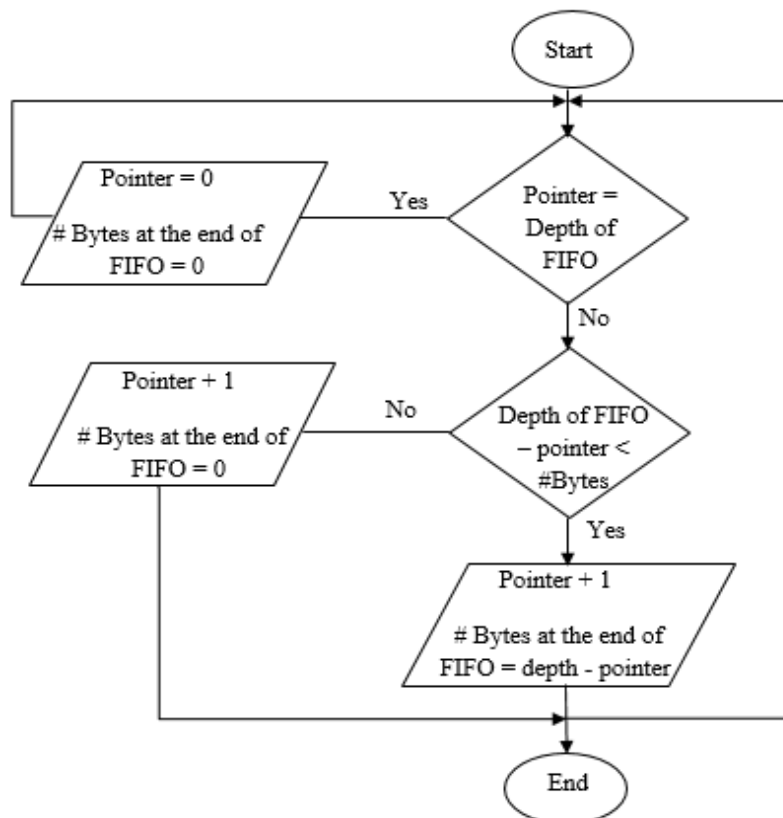 Start
Pointer =
Depth of
FIFO
Yes
Pointer = 0
# Bytes at the end of
FIFO = 0
No
Depth of FIFO
– pointer <
#Bytes
No
Pointer + 1
# Bytes at the end of
FIFO = 0
Yes
Pointer + 1
# Bytes at the end of
FIFO = depth - pointer
End